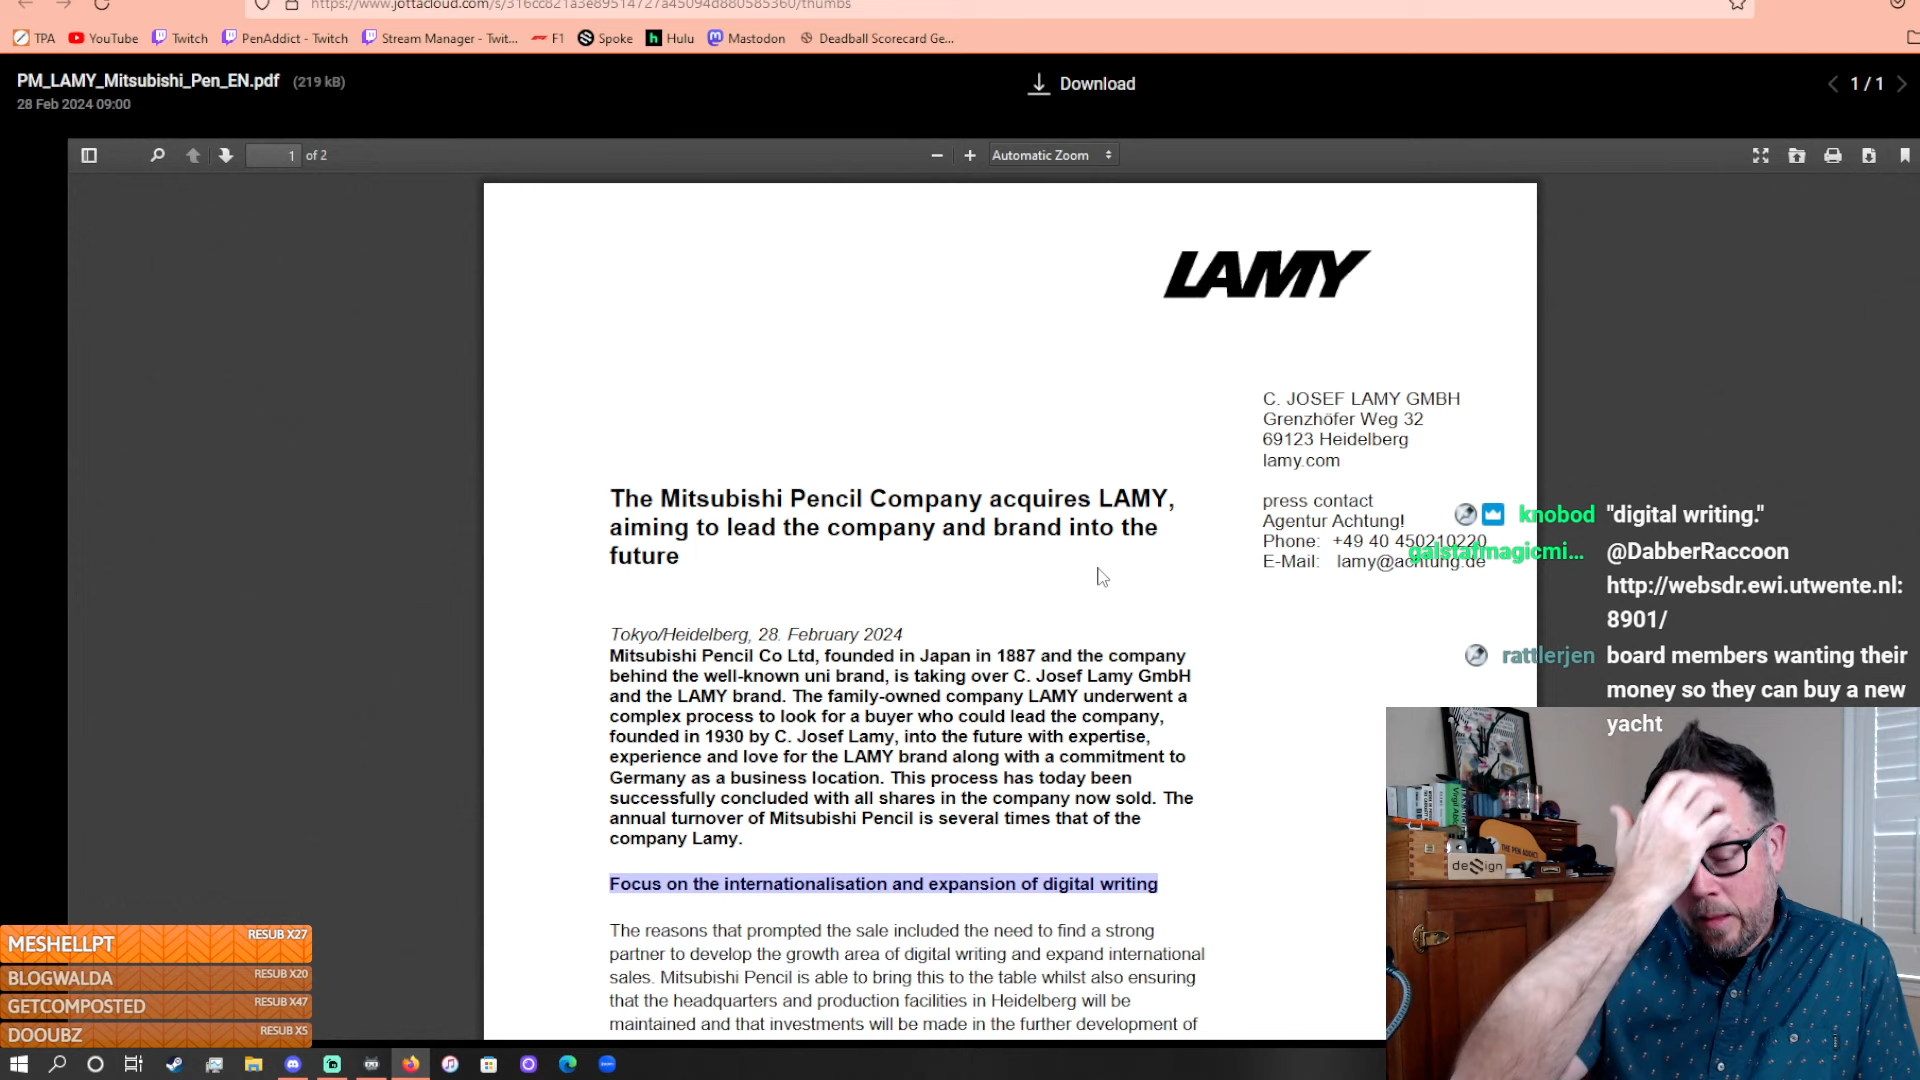 https://www.jottacloud.com/s/316cc821a3e89514727a45094d880585360/thumbs
TPA YouTube Twitch PenAddict - Twitch Stream Manager - Twit... F1 Spoke Hulu Mastodon Deadball Scorecard Ge...
PM_LAMY_Mitsubishi_Pen_EN.pdf (219 kB)
28 Feb 2024 09:00
Download
1 / 1
1 of 2
Automatic Zoom
LAMY
C. JOSEF LAMY GMBH
Grenzhöfer Weg 32
69123 Heidelberg
lamy.com
press contact
Agentur Achtung!
Phone: +49 40 450210220
E-Mail: lamy@achtung.de
The Mitsubishi Pencil Company acquires LAMY,
aiming to lead the company and brand into the
future
Tokyo/Heidelberg, 28. February 2024
Mitsubishi Pencil Co Ltd, founded in Japan in 1887 and the company
behind the well-known uni brand, is taking over C. Josef Lamy GmbH
and the LAMY brand. The family-owned company LAMY underwent a
complex process to look for a buyer who could lead the company,
founded in 1930 by C. Josef Lamy, into the future with expertise,
experience and love for the LAMY brand along with a commitment to
Germany as a business location. This process has today been
successfully concluded with all shares in the company now sold. The
annual turnover of Mitsubishi Pencil is several times that of the
company Lamy.
Focus on the internationalisation and expansion of digital writing
The reasons that prompted the sale included the need to find a strong
partner to develop the growth area of digital writing and expand international
sales. Mitsubishi Pencil is able to bring this to the table whilst also ensuring
that the headquarters and production facilities in Heidelberg will be
maintained and that investments will be made in the further development of
knobod "digital writing."
galstafmagicmi... @DabberRaccoon
http://websdr.ewi.utwente.nl:
8901/
rattlerjen board members wanting their
money so they can buy a new
yacht
THE PEN ADDICT
deSsign
MESHELLPT RESUB X27
BLOGWALDA RESUB X20
GETCOMPOSTED RESUB X47
DOOUBZ RESUB X5